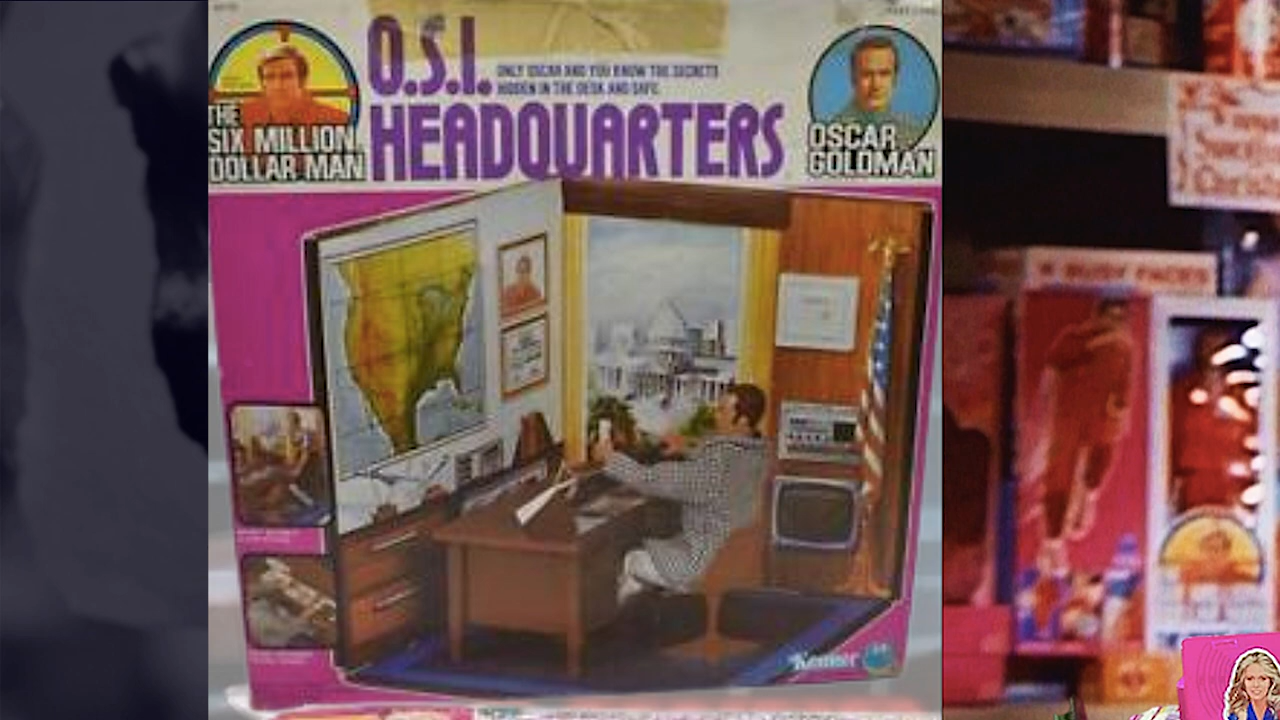 O.S.I.
ONLY OSCAR AND YOU KNOW THE SECRETS
HIDDEN IN THE DESK AND SAFE.
HEADQUARTERS
THE
SIX MILLION
DOLLAR MAN
OSCAR
GOLDMAN
Kenner